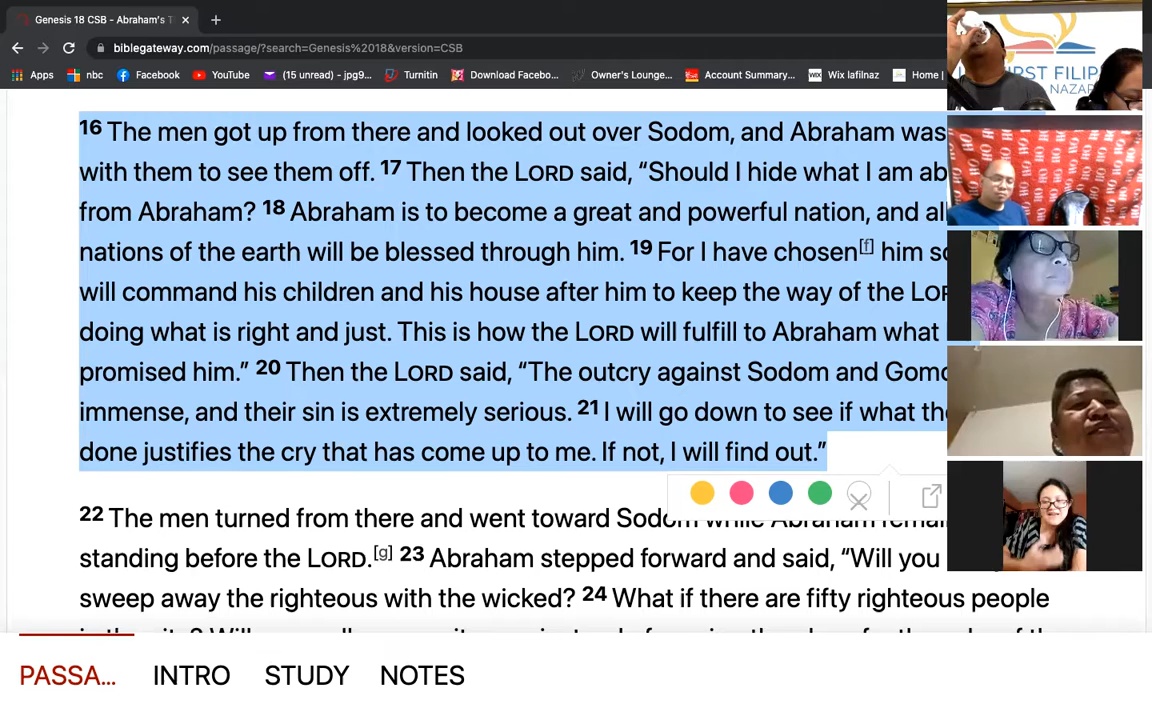 Genesis 18 CSB - Abraham's T
biblegateway.com/passage/?search=Genesis%2018&version=CSB
Apps nbc Facebook YouTube (15 unread) - jpg9... Turnitin Download Facebo... Owner's Lounge... Account Summary... Wix lafilnaz Home |
FIRST FILIP
NAZAR
16 The men got up from there and looked out over Sodom, and Abraham was
with them to see them off. 17 Then the LORD said, “Should I hide what I am ab
from Abraham? 18 Abraham is to become a great and powerful nation, and all
nations of the earth will be blessed through him. 19 For I have chosen[f] him so
will command his children and his house after him to keep the way of the LOR
doing what is right and just. This is how the LORD will fulfill to Abraham what
promised him.” 20 Then the LORD said, “The outcry against Sodom and Gomo
immense, and their sin is extremely serious. 21 I will go down to see if what the
done justifies the cry that has come up to me. If not, I will find out.”
22 The men turned from there and went toward Sodom while Abraham remai
standing before the LORD.[g] 23 Abraham stepped forward and said, “Will you
sweep away the righteous with the wicked? 24 What if there are fifty righteous people
PASSA... INTRO STUDY NOTES